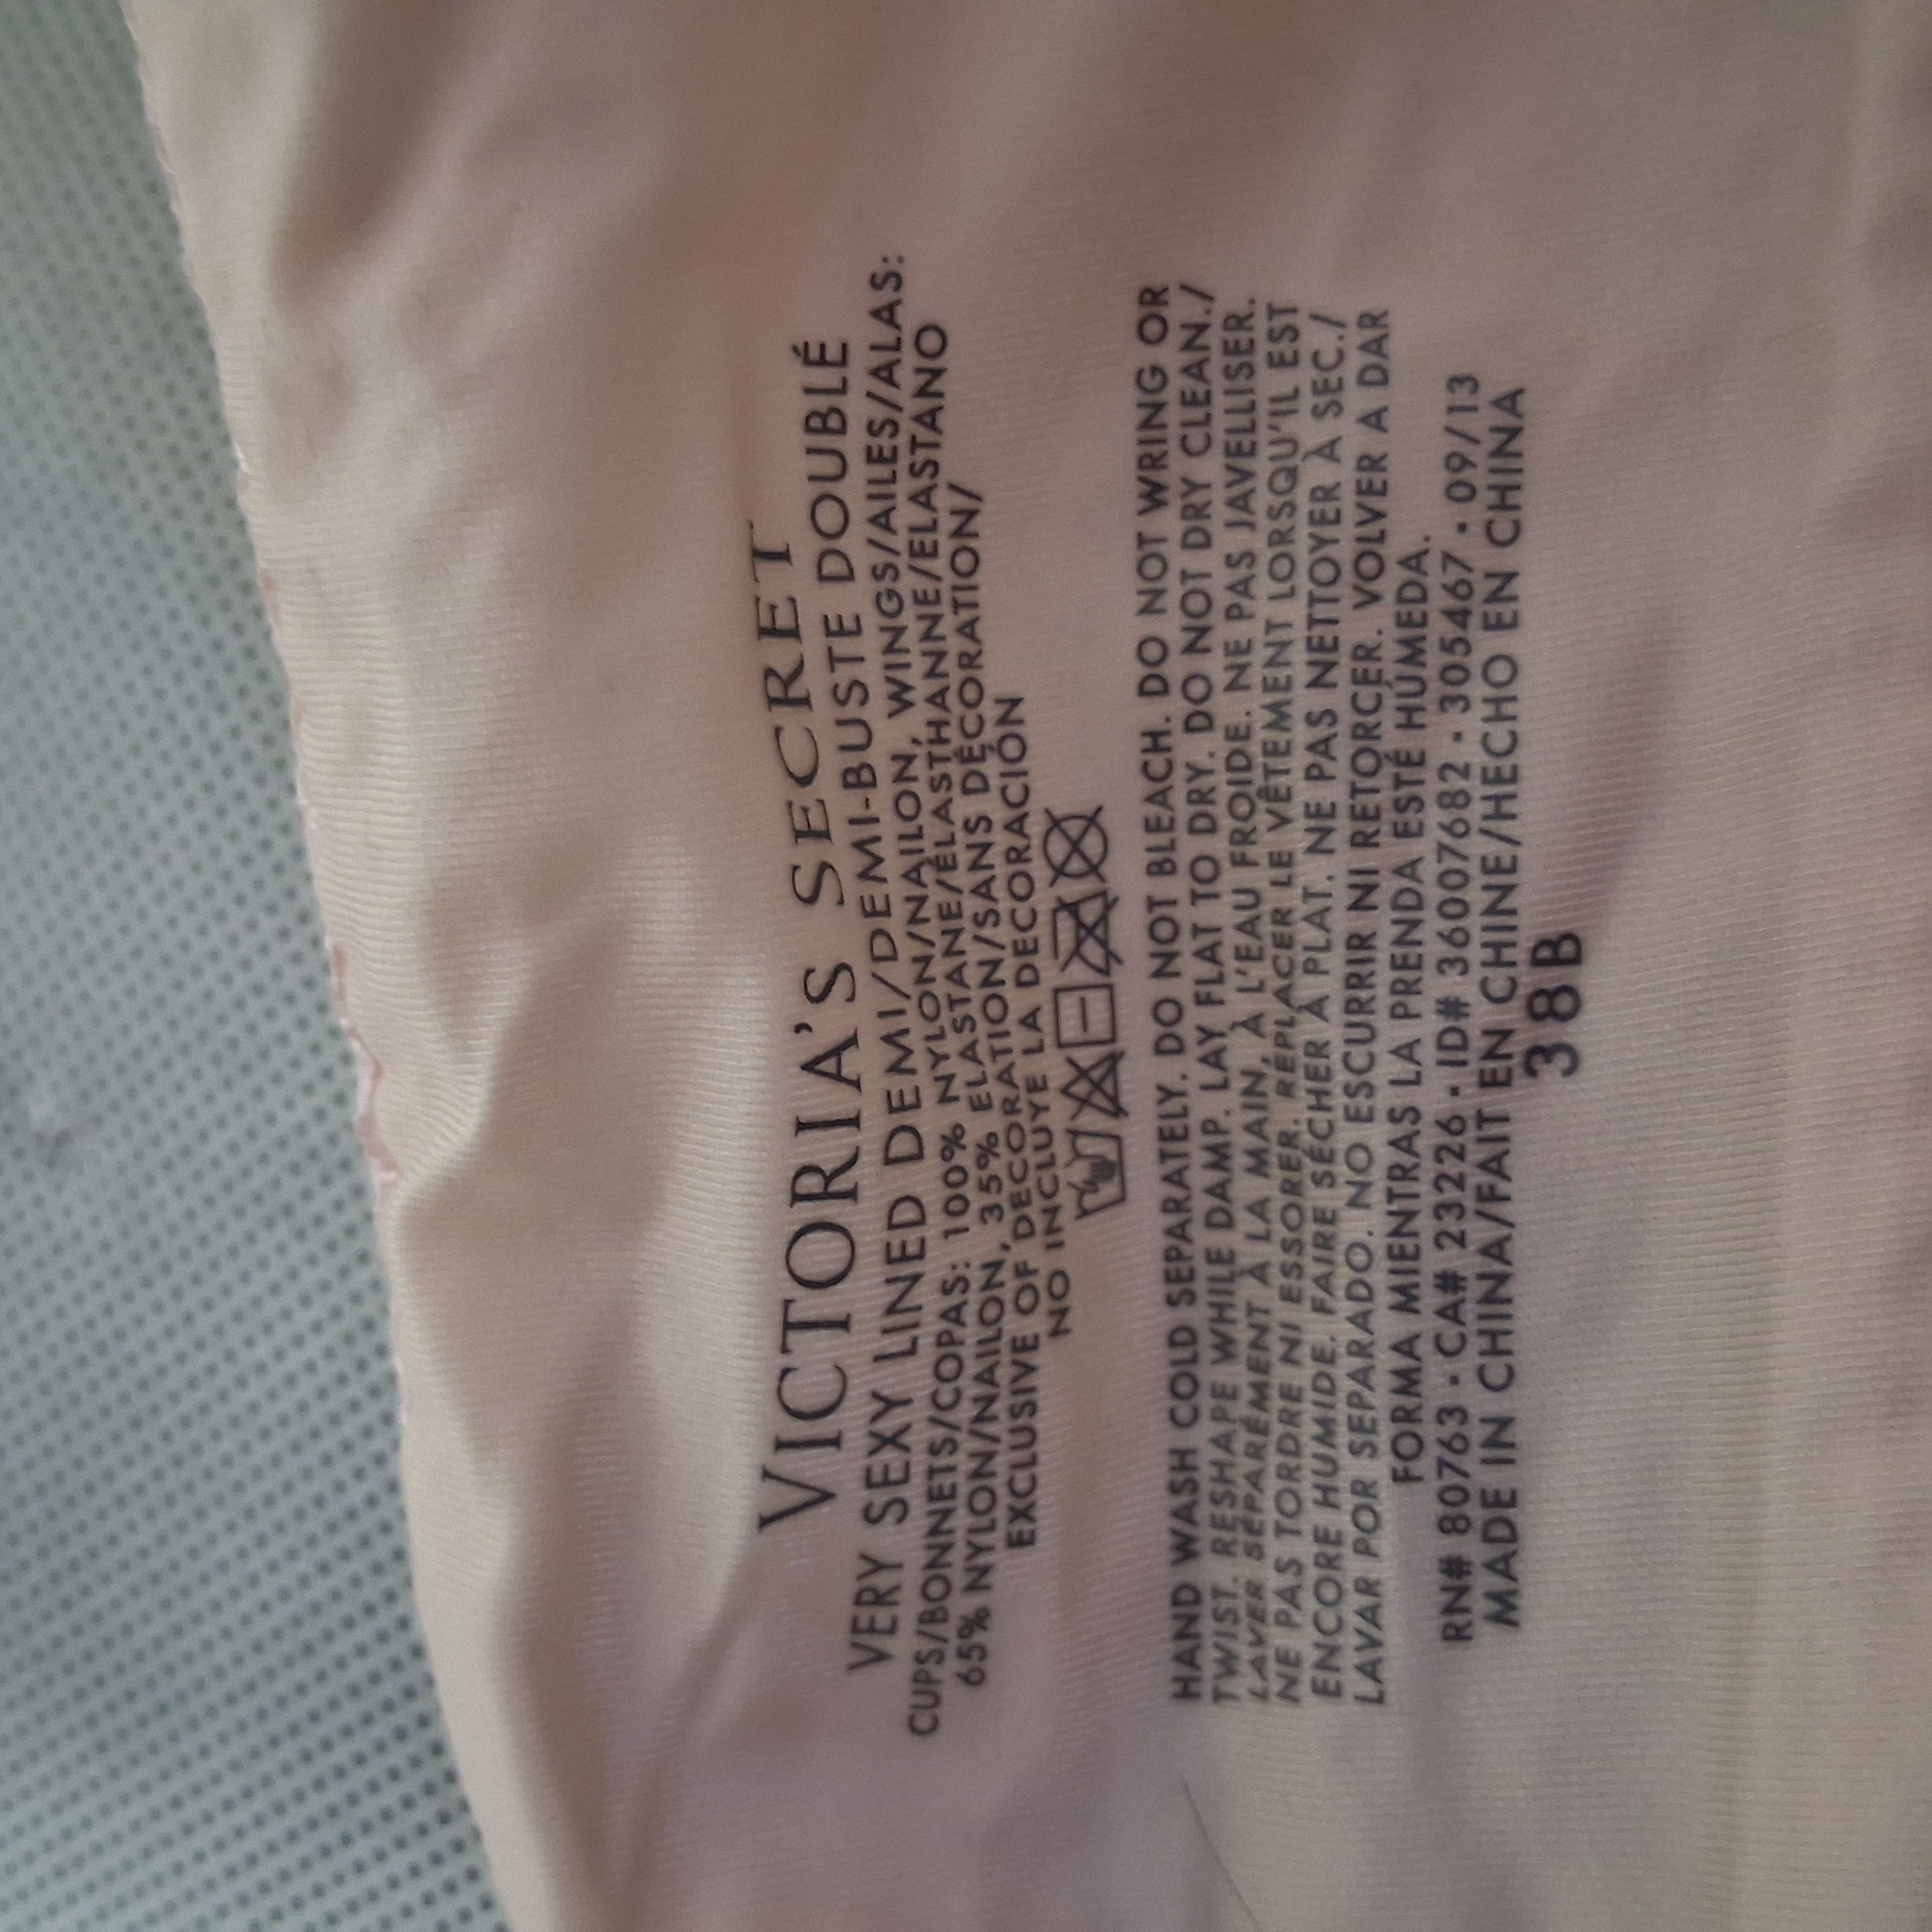 VICTORIA'S SECRET
VERY SEXY LINED DEMI/DEMI-BUSTE DOUBLÉ
CUPS/BONNETS/COPAS: 100% NYLON/NAILON, WINGS/AILES/ALAS:
65% NYLON/NAILON, 35% ELASTANE/ÉLASTHANNE/ELASTANO
EXCLUSIVE OF DECORATION/SANS DÉCORATION/
NO INCLUYE LA DECORACIÓN
HAND WASH COLD SEPARATELY. DO NOT BLEACH. DO NOT WRING OR
TWIST. RESHAPE WHILE DAMP. LAY FLAT TO DRY. DO NOT DRY CLEAN./
LAVER SÉPARÉMENT À LA MAIN, À L'EAU FROIDE. NE PAS JAVELLISER.
NE PAS TORDRE NI ESSORER. REPLACER LE VÊTEMENT LORSQU'IL EST
ENCORE HUMIDE. FAIRE SÉCHER À PLAT. NE PAS NETTOYER À SEC./
LAVAR POR SEPARADO. NO ESCURRIR NI RETORCER. VOLVER A DAR
FORMA MIENTRAS LA PRENDA ESTÉ HÚMEDA.
RN# 80763 • CA# 23226 • ID# 36007682 • 305467 • 09/13
MADE IN CHINA/FAIT EN CHINE/HECHO EN CHINA
38B